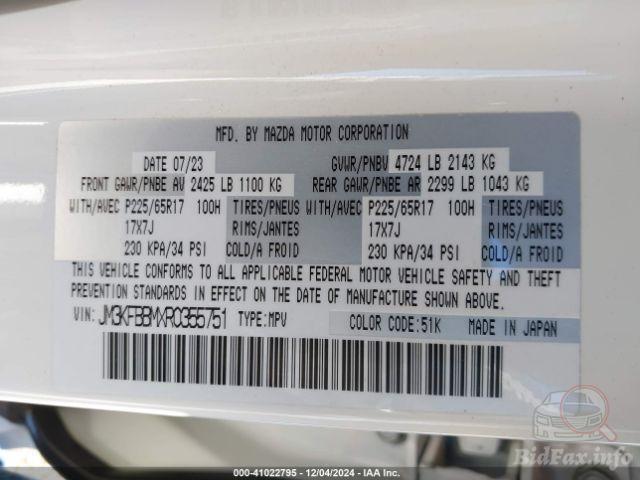 MFD. BY MAZDA MOTOR CORPORATION
DATE 07/23 GVWR/PNBV 4724 LB 2143 KG
FRONT GAWR/PNBE AV 2425 LB 1100 KG REAR GAWR/PNBE AR 2299 LB 1043 KG
WITH/AVEC P225/65R17 100H TIRES/PNEUS WITH/AVEC P225/65R17 100H TIRES/PNEUS
17X7J RIMS/JANTES 17X7J RIMS/JANTES
230 KPA/34 PSI COLD/A FROID 230 KPA/34 PSI COLD/A FROID
THIS VEHICLE CONFORMS TO ALL APPLICABLE FEDERAL MOTOR VEHICLE SAFETY AND THEFT
PREVENTION STANDARDS IN EFFECT ON THE DATE OF MANUFACTURE SHOWN ABOVE.
VIN: JM3KFBBMXR0355751 TYPE:MPV COLOR CODE:51K MADE IN JAPAN
BidFax.info
000-41022795 - 12/04/2024 - IAA Inc.